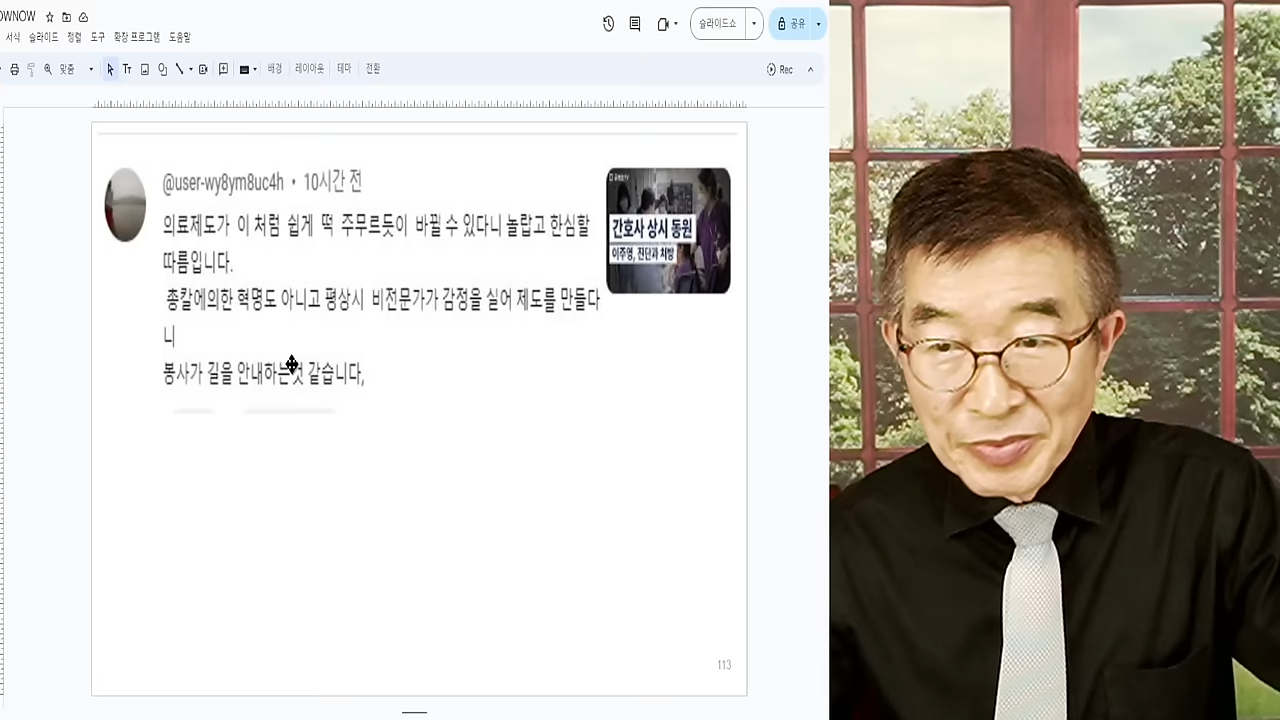 OWNOW
서식 슬라이드 정렬 도구 확장 프로그램 도움말
슬라이드쇼
공유
맞춤
Tт
배경 레이아웃 테마 전환
Rec
@user-wy8ym8uc4h • 10시간 전
의료제도가 이 처럼 쉽게 떡 주무르듯이 바뀔 수 있다니 놀랍고 한심할
따름입니다.
총칼에의한 혁명도 아니고 평상시 비전문가가 감정을 실어 제도를 만들다
니
봉사가 길을 안내하는것 같습니다,
간호사 상시 동원
이주영, 진단과 처방
113